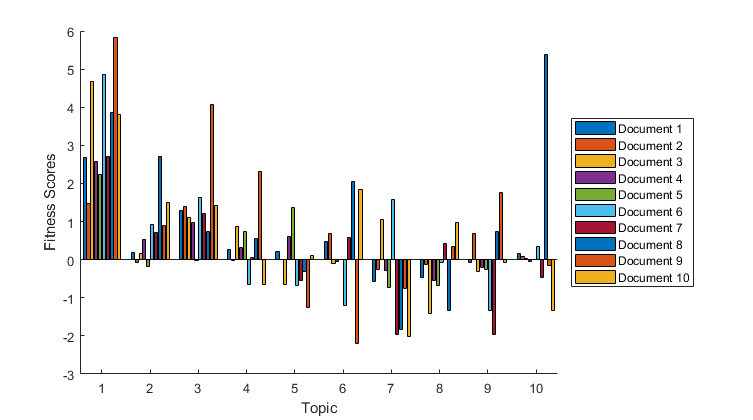 6
5
4
3
2
1
0
-1
-2
-3
Fitness Scores
1 2 3 4 5 6 7 8 9 10
Topic
Document 1
Document 2
Document 3
Document 4
Document 5
Document 6
Document 7
Document 8
Document 9
Document 10